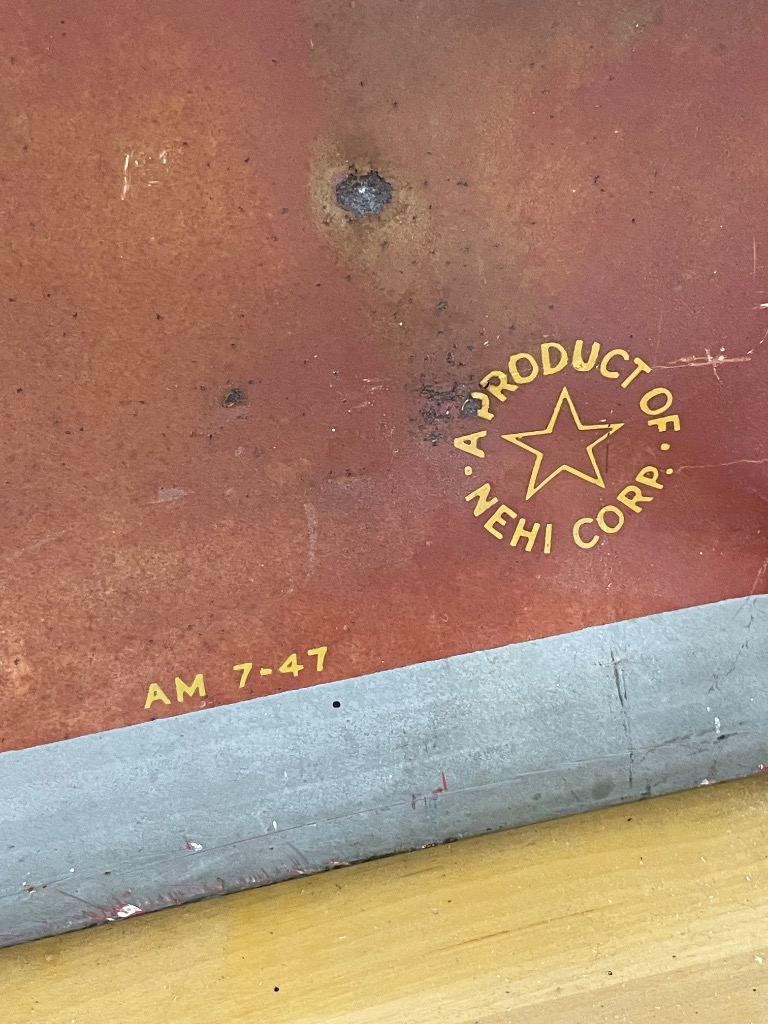 · A PRODUCT OF ·
NEHI CORP.
AM 7-47